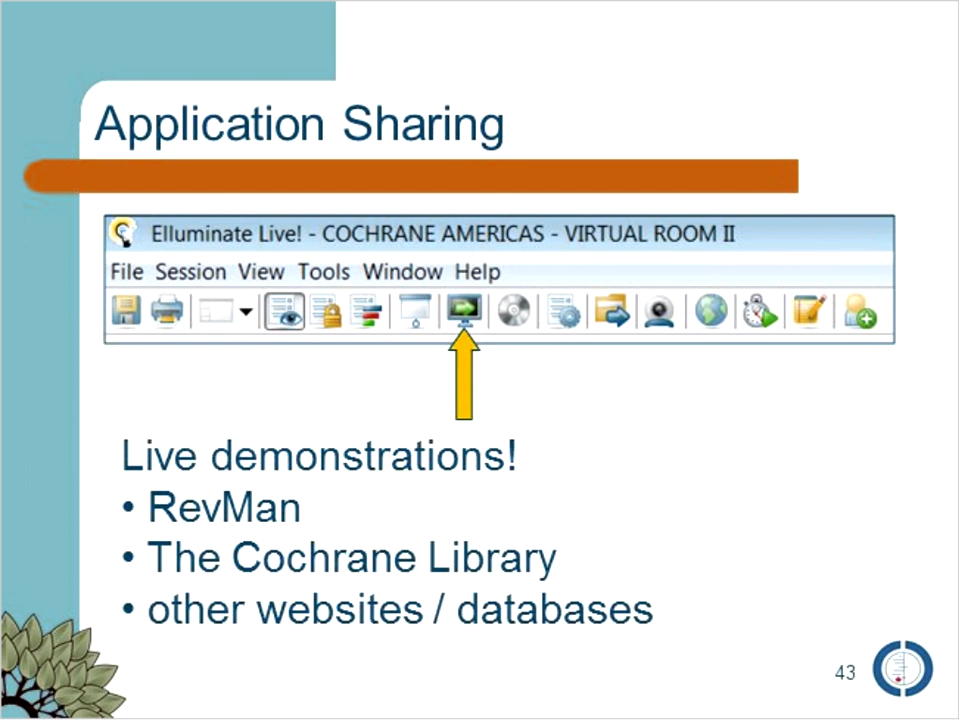 Application Sharing
Elluminate Live! - COCHRANE AMERICAS - VIRTUAL ROOM II
File Session View Tools Window Help
Live demonstrations!
• RevMan
• The Cochrane Library
• other websites / databases
43